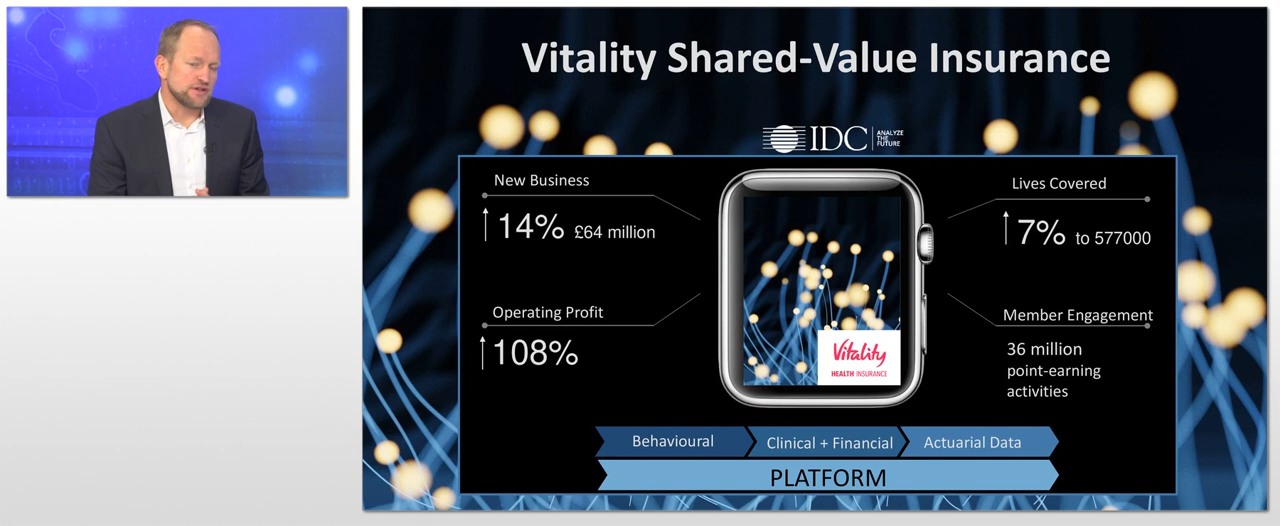 Vitality Shared-Value Insurance
IDC
ANALYZE
THE
FUTURE
New Business
14% £64 million
Lives Covered
7% to 577000
Operating Profit
108%
Member Engagement
36 million
point-earning
activities
Vitality
HEALTH INSURANCE
Behavioural
Clinical + Financial
Actuarial Data
PLATFORM